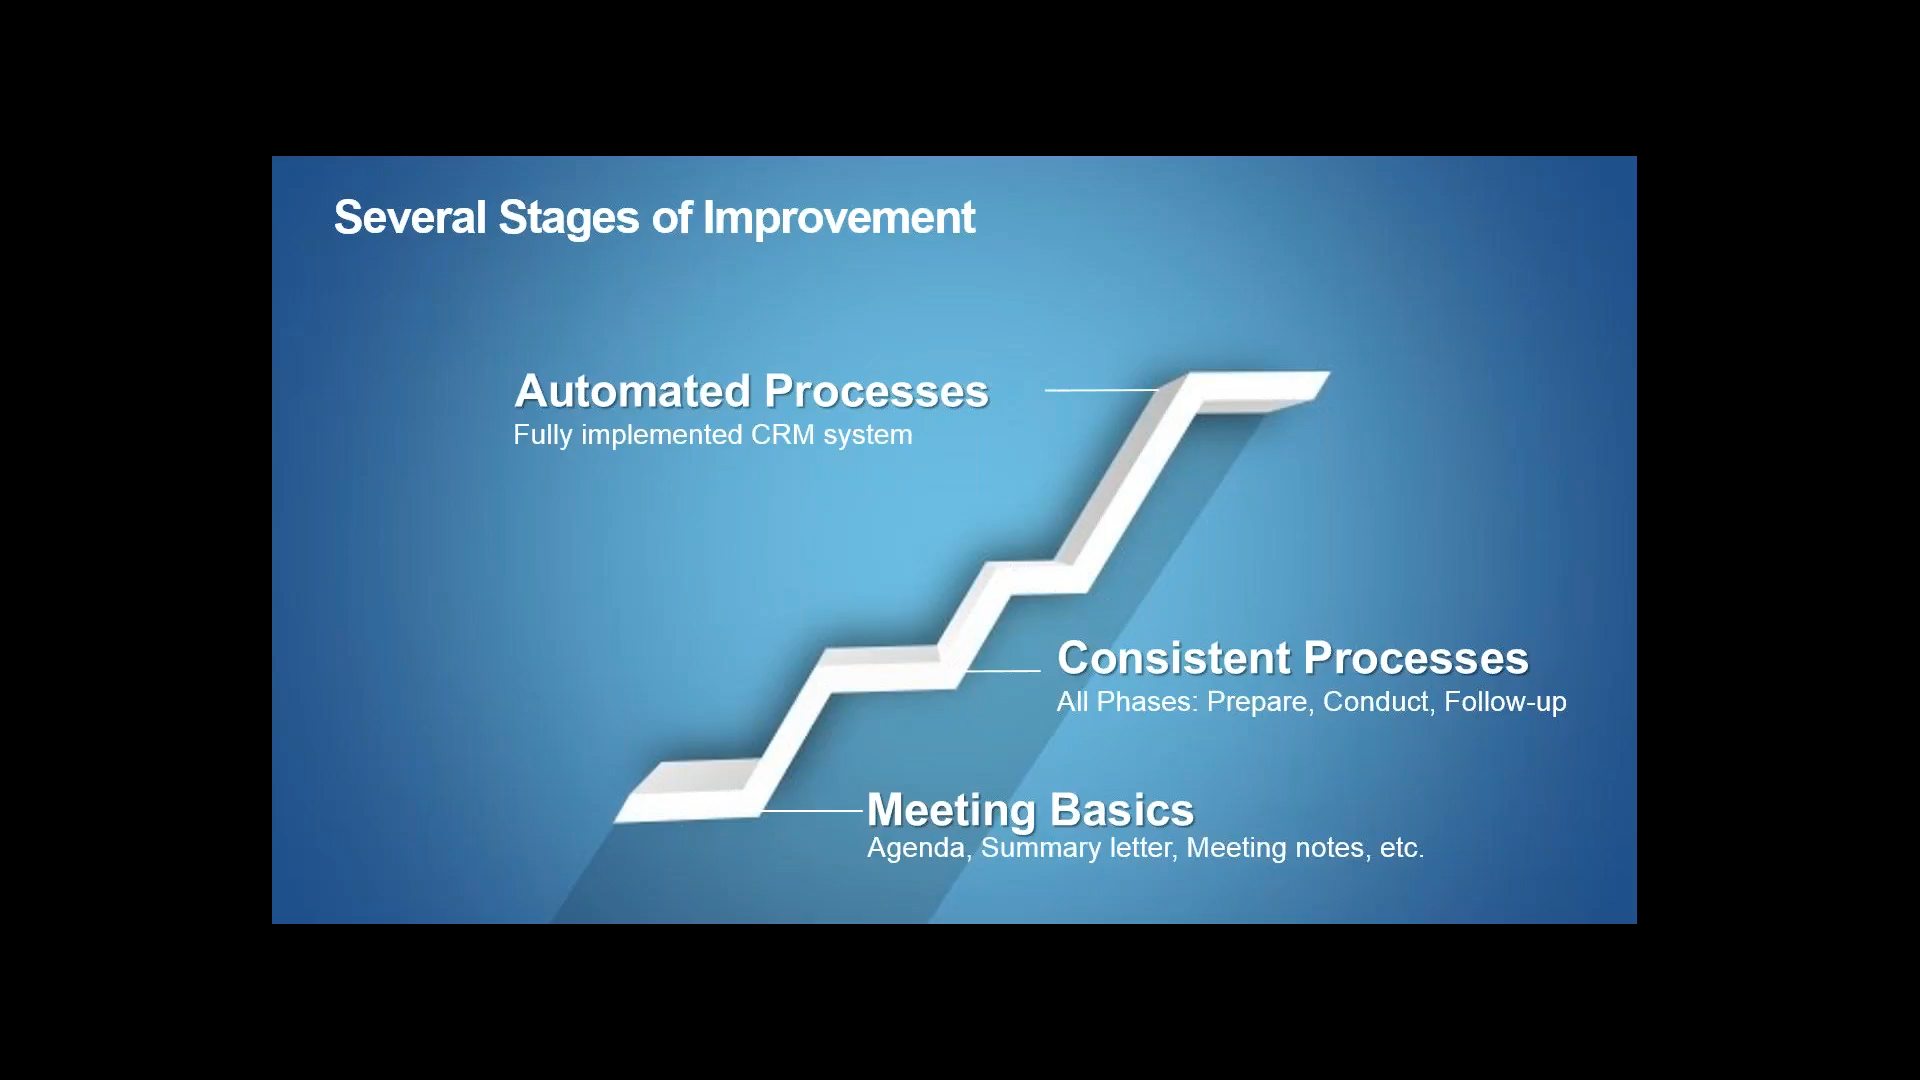 Several Stages of Improvement
Automated Processes
Fully implemented CRM system
Consistent Processes
All Phases: Prepare, Conduct, Follow-up
Meeting Basics
Agenda, Summary letter, Meeting notes, etc.